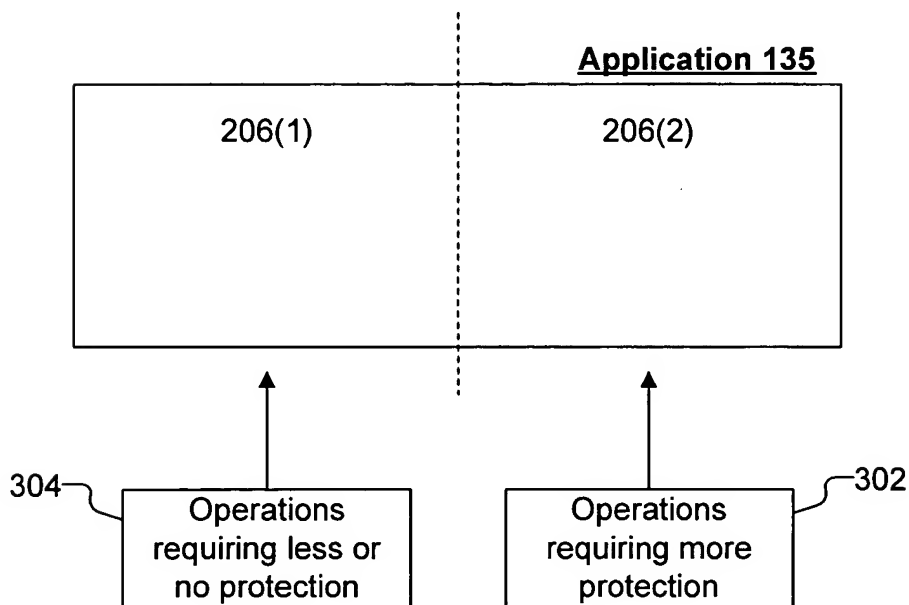 Application 135
206(1)
206(2)
304
Operations
requiring less or
no protection
Operations
requiring more
protection
302